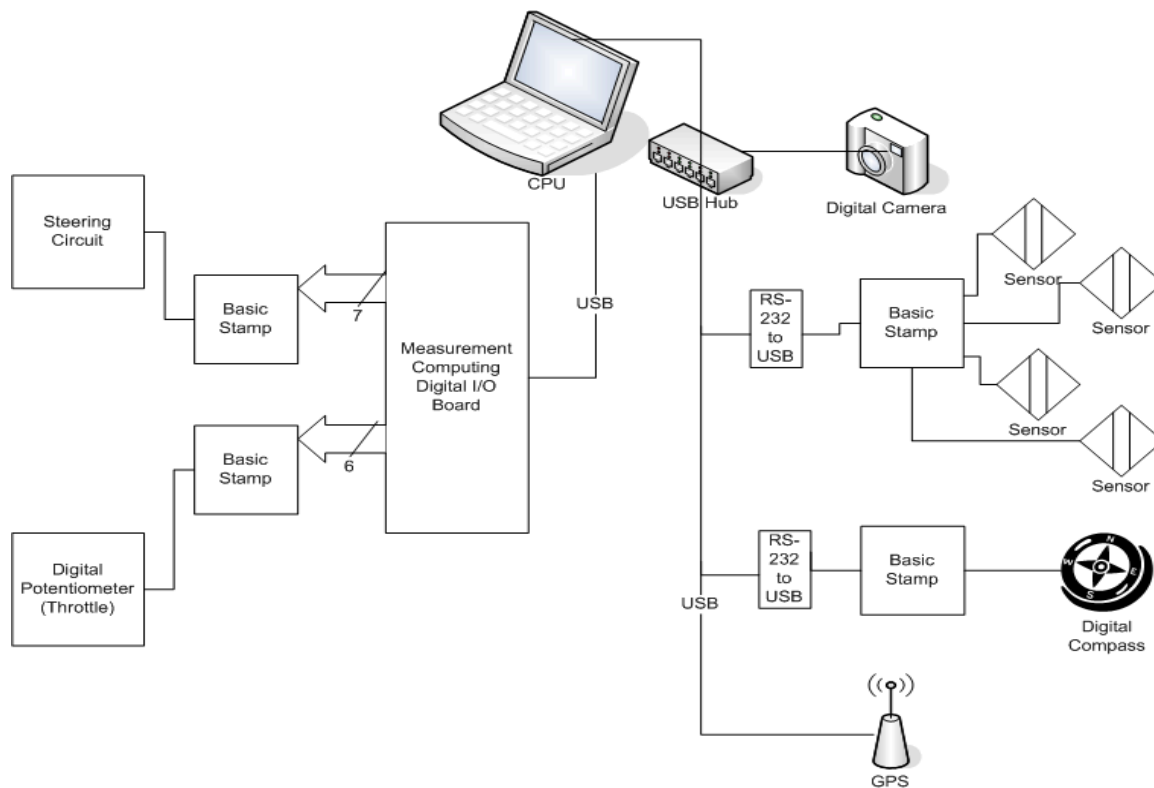 CPU
USB Hub
Digital Camera
Steering
Circuit
Basic
Stamp
7
Measurement
Computing
Digital I/O
Board
USB
Basic
Stamp
6
Digital
Potentiometer
(Throttle)
RS-
232
to
USB
Basic
Stamp
Sensor
Sensor
Sensor
Sensor
RS-
232
to
USB
Basic
Stamp
N
W
E
S
Digital
Compass
USB
GPS